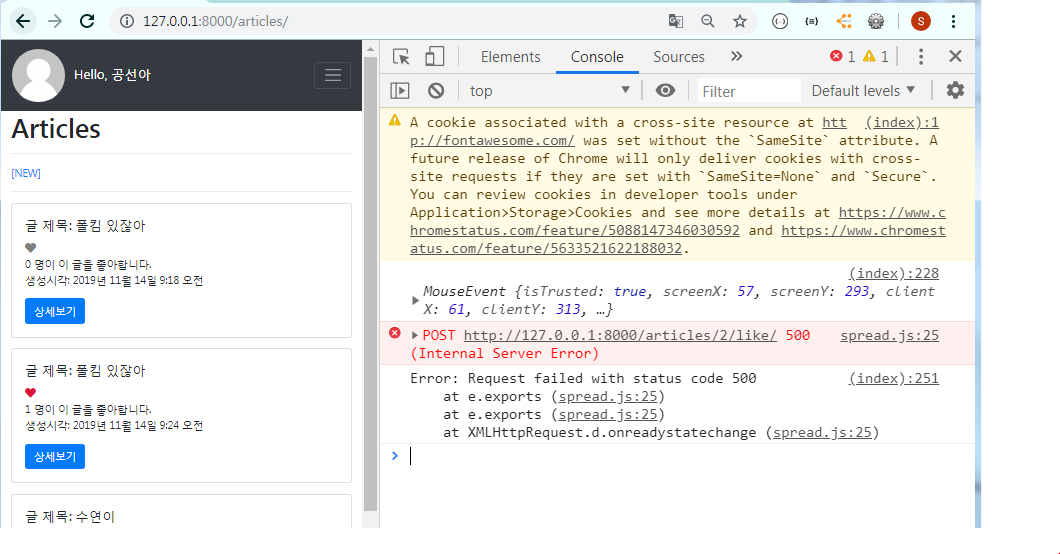 127.0.0.1:8000/articles/
S
Hello, 공선아
Articles
[NEW]
글 제목: 풀킴 있잖아
0 명이 이 글을 좋아합니다.
생성시각: 2019년 11월 14일 9:18 오전
상세보기
글 제목: 풀킴 있잖아
1 명이 이 글을 좋아합니다.
생성시각: 2019년 11월 14일 9:24 오전
상세보기
글 제목: 수연이
Elements Console Sources » 1 1
top Filter Default levels
A cookie associated with a cross-site resource at htt (index):1
p://fontawesome.com/ was set without the `SameSite` attribute. A
future release of Chrome will only deliver cookies with cross-
site requests if they are set with `SameSite=None` and `Secure`.
You can review cookies in developer tools under
Application>Storage>Cookies and see more details at https://www.c
hromestatus.com/feature/5088147346030592 and https://www.chromest
atus.com/feature/5633521622188032.
(index):228
MouseEvent {isTrusted: true, screenX: 57, screenY: 293, client
X: 61, clientY: 313, …}
POST http://127.0.0.1:8000/articles/2/like/ 500 spread.js:25
(Internal Server Error)
Error: Request failed with status code 500 (index):251
at e.exports (spread.js:25)
at e.exports (spread.js:25)
at XMLHttpRequest.d.onreadystatechange (spread.js:25)